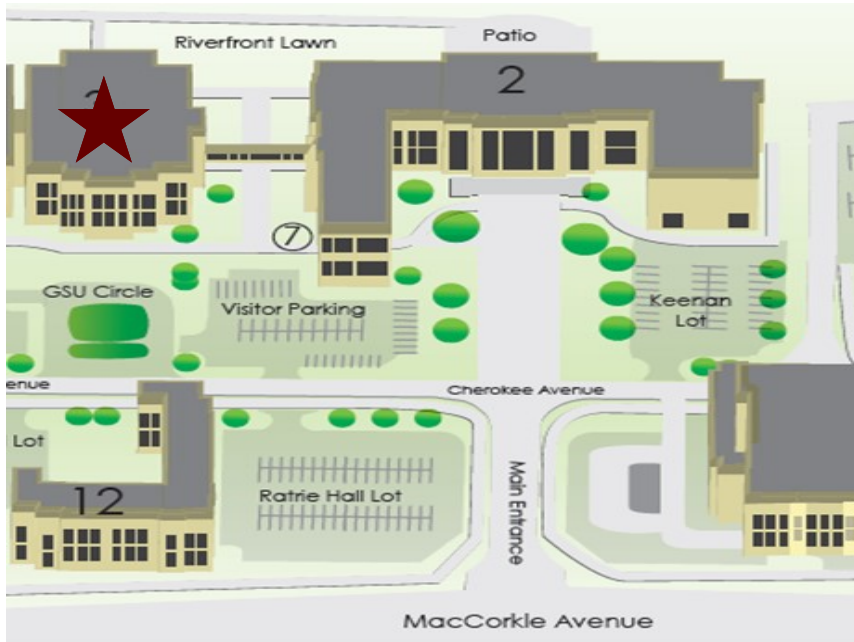 Riverfront Lawn
Patio
2
7
GSU Circle
Visitor Parking
Keenan
Lot
Cherokee Avenue
Lot
12
Ratrie Hall Lot
Main Entrance
MacCorkle Avenue